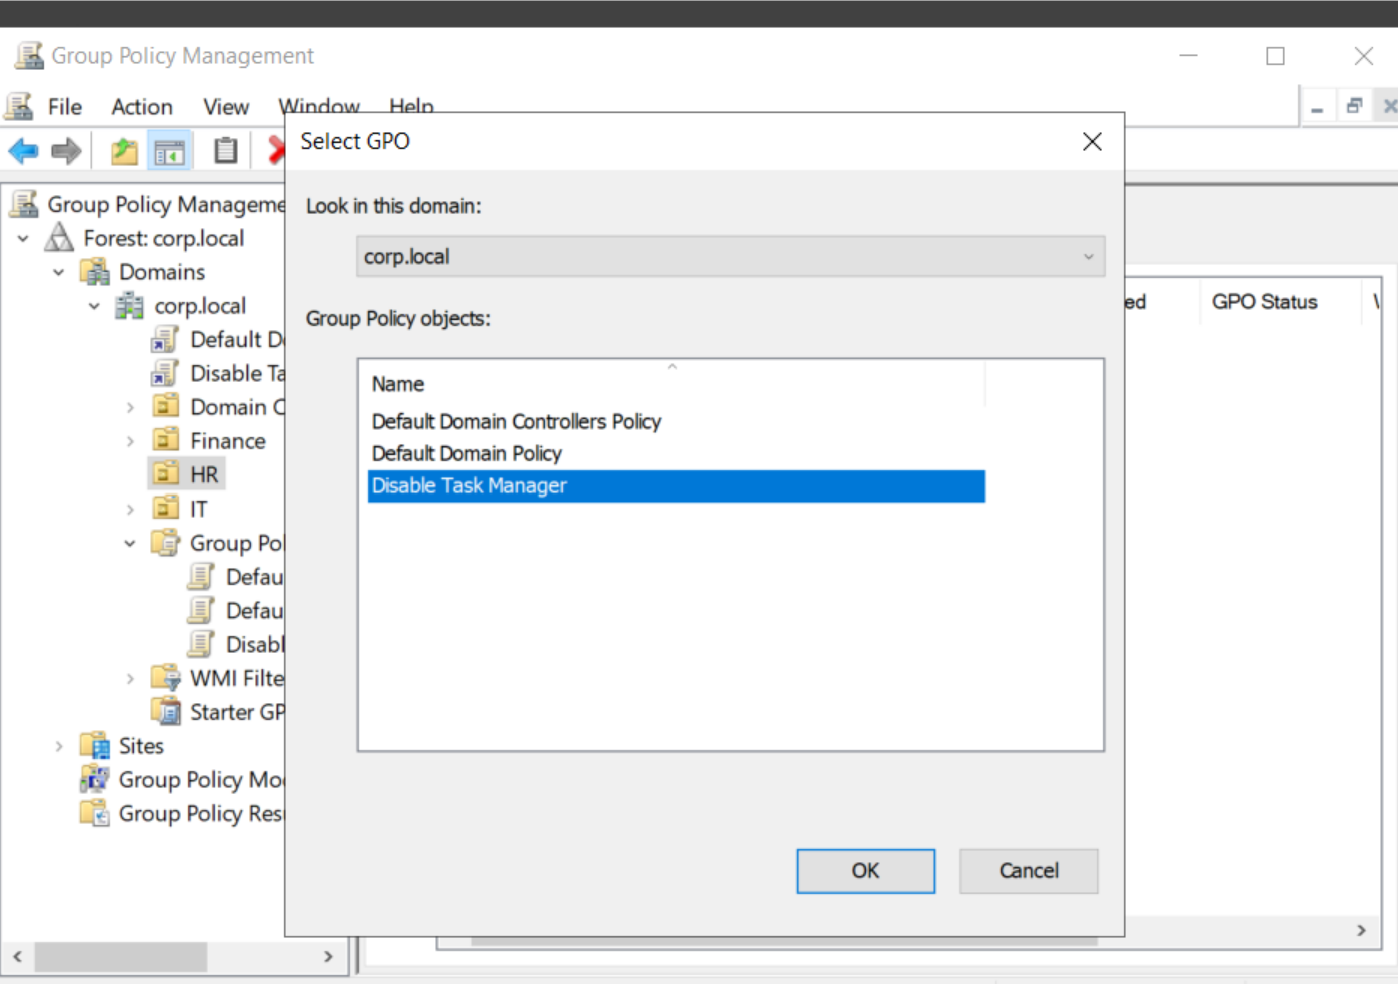 Group Policy Management
File Action View Window Help
Select GPO
Look in this domain:
corp.local
Group Policy objects:
Name
Default Domain Controllers Policy
Default Domain Policy
Disable Task Manager
OK Cancel
Group Policy Manageme
Forest: corp.local
Domains
corp.local
Default D
Disable Ta
Domain C
Finance
HR
IT
Group Pol
Defau
Defau
Disabl
WMI Filte
Starter GP
Sites
Group Policy Mo
Group Policy Res
ed GPO Status